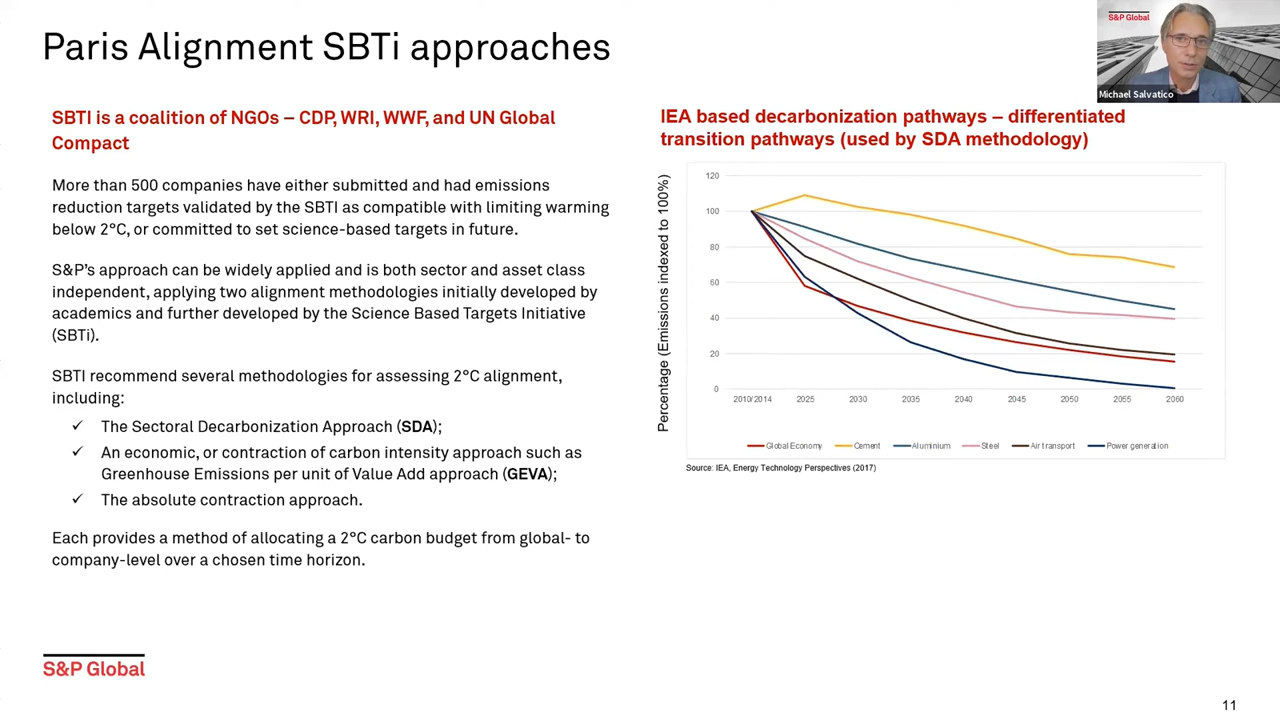 Paris Alignment SBTi approaches
S&P Global
Michael Salvatico
SBTI is a coalition of NGOs – CDP, WRI, WWF, and UN Global
Compact
More than 500 companies have either submitted and had emissions
reduction targets validated by the SBTI as compatible with limiting warming
below 2°C, or committed to set science-based targets in future.
S&P's approach can be widely applied and is both sector and asset class
independent, applying two alignment methodologies initially developed by
academics and further developed by the Science Based Targets Initiative
(SBTi).
SBTI recommend several methodologies for assessing 2°C alignment,
including:
✓ The Sectoral Decarbonization Approach (SDA);
✓ An economic, or contraction of carbon intensity approach such as
Greenhouse Emissions per unit of Value Add approach (GEVA);
✓ The absolute contraction approach.
Each provides a method of allocating a 2°C carbon budget from global- to
company-level over a chosen time horizon.
IEA based decarbonization pathways – differentiated
transition pathways (used by SDA methodology)
Percentage (Emissions indexed to 100%)
120
100
80
60
40
20
0
2010/2014 2025 2030 2035 2040 2045 2050 2055 2060
Global Economy Cement Aluminium Steel Air transport Power generation
Source: IEA, Energy Technology Perspectives (2017)
S&P Global
11